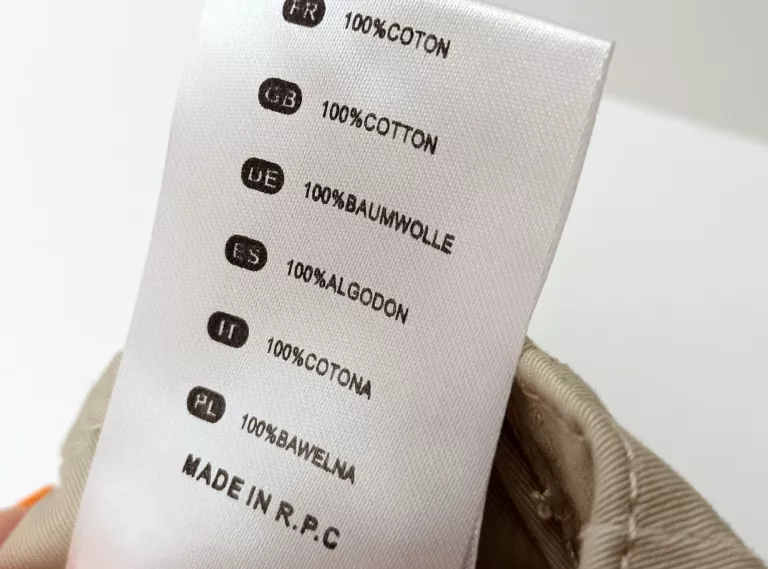 FR 100%COTON
GB 100%COTTON
DE 100%BAUMWOLLE
ES 100%ALGODON
IT 100%COTONA
PL 100%BAWELNA
MADE IN R.P.C